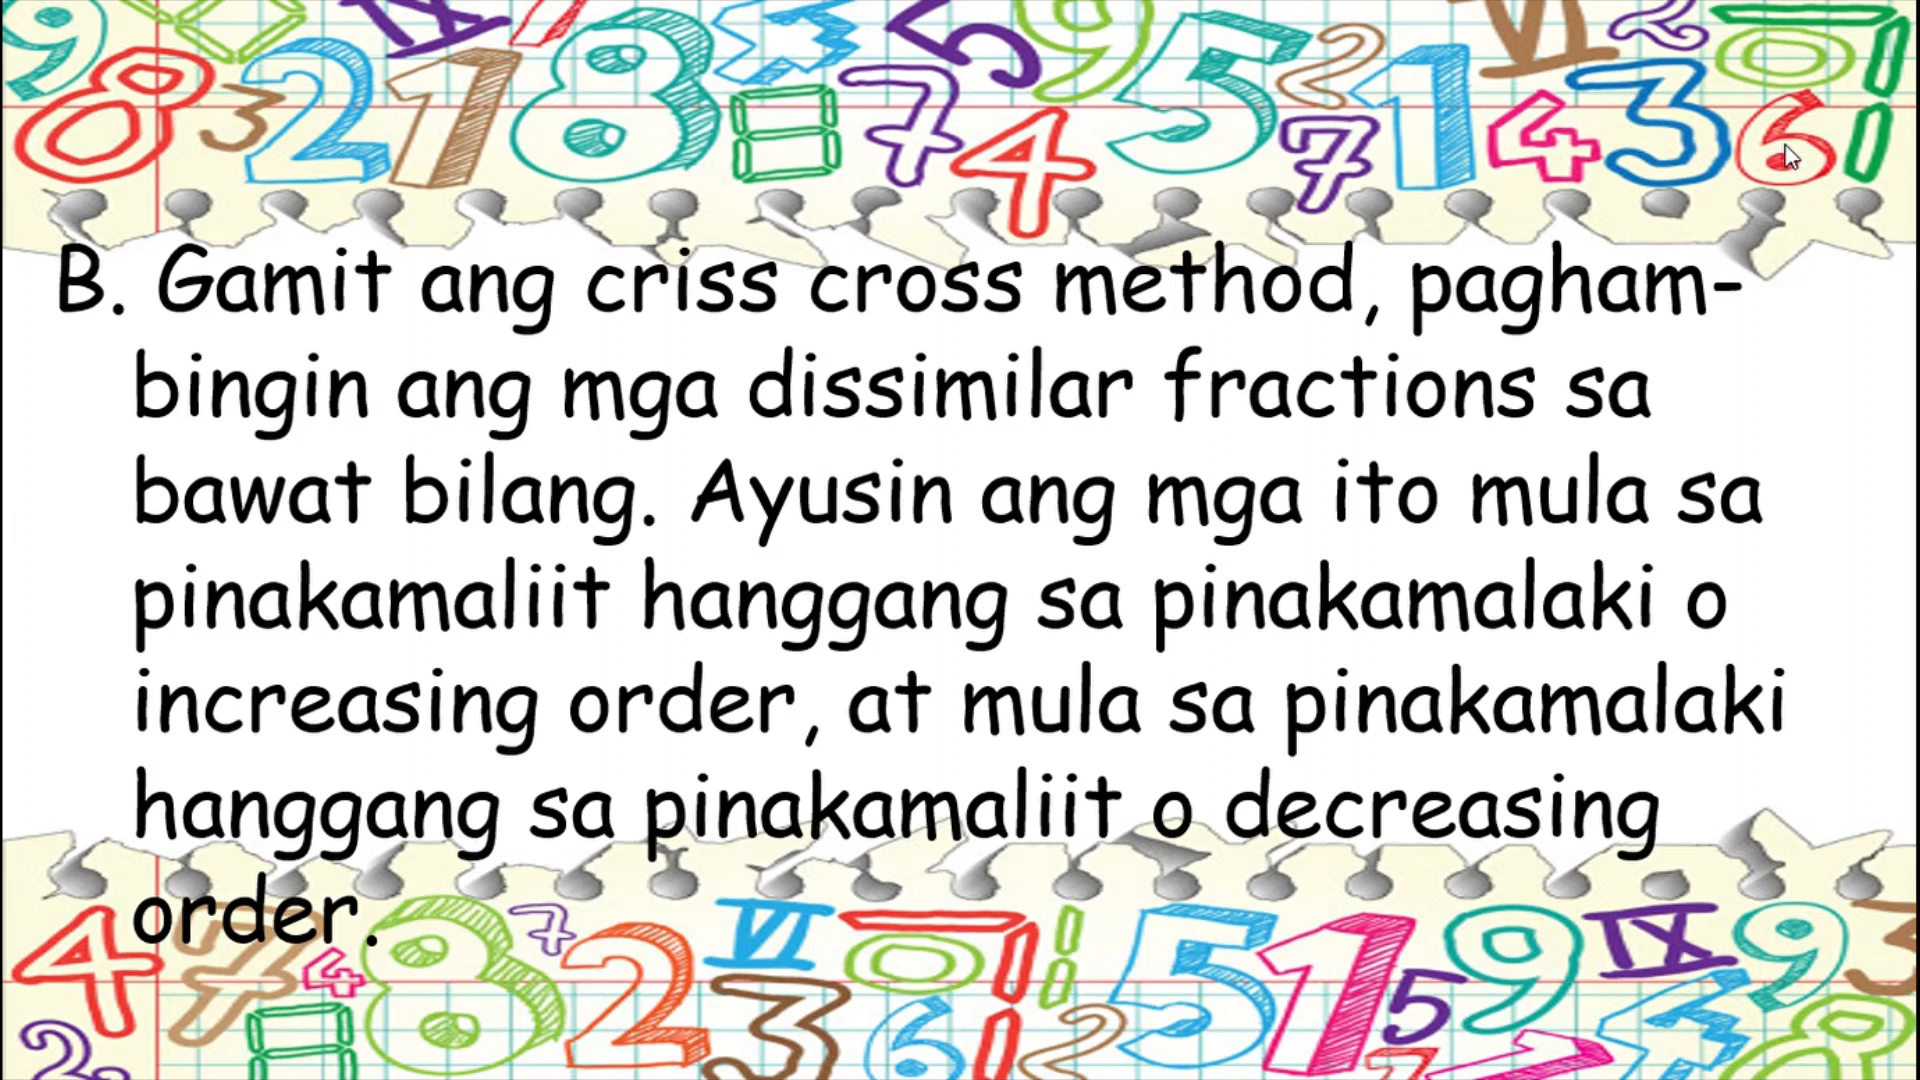 B. Gamit ang criss cross method, pagham-
bingin ang mga dissimilar fractions sa
bawat bilang. Ayusin ang mga ito mula sa
pinakamaliit hanggang sa pinakamalaki o
increasing order, at mula sa pinakamalaki
hanggang sa pinakamaliit o decreasing
order.